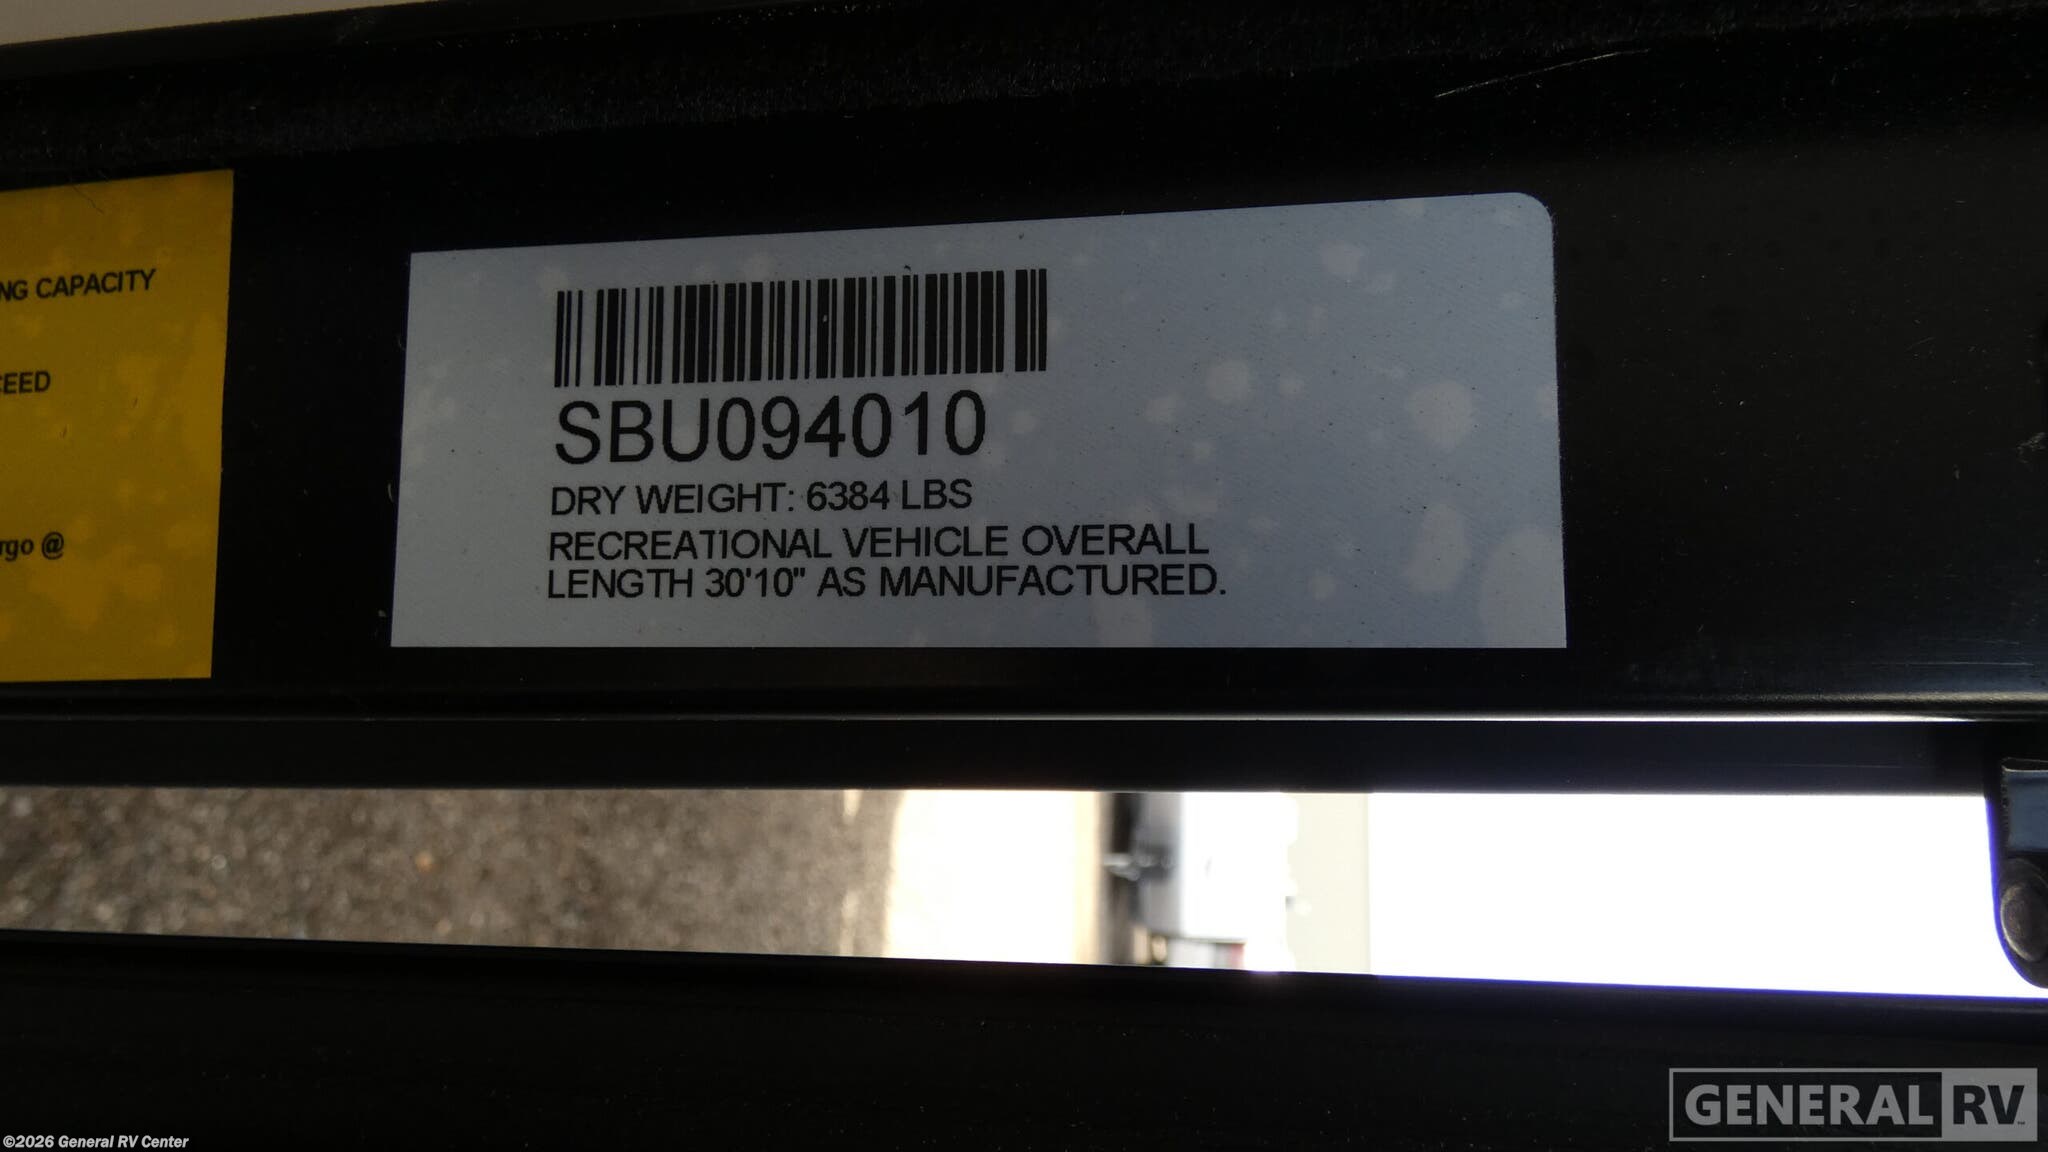 NG CAPACITY
CEED
rgo @
SBU094010
DRY WEIGHT: 6384 LBS
RECREATIONAL VEHICLE OVERALL
LENGTH 30'10" AS MANUFACTURED.
GENERAL RV
©2026 General RV Center